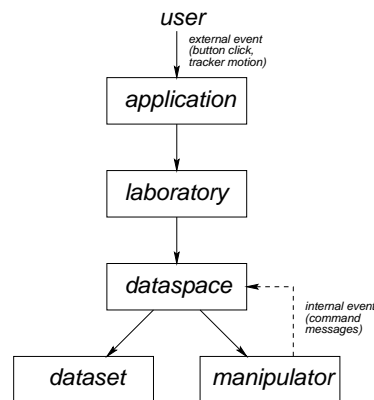 user
external event
(button click,
tracker motion)
application
laboratory
dataspace
internal event
(command
messages)
dataset
manipulator